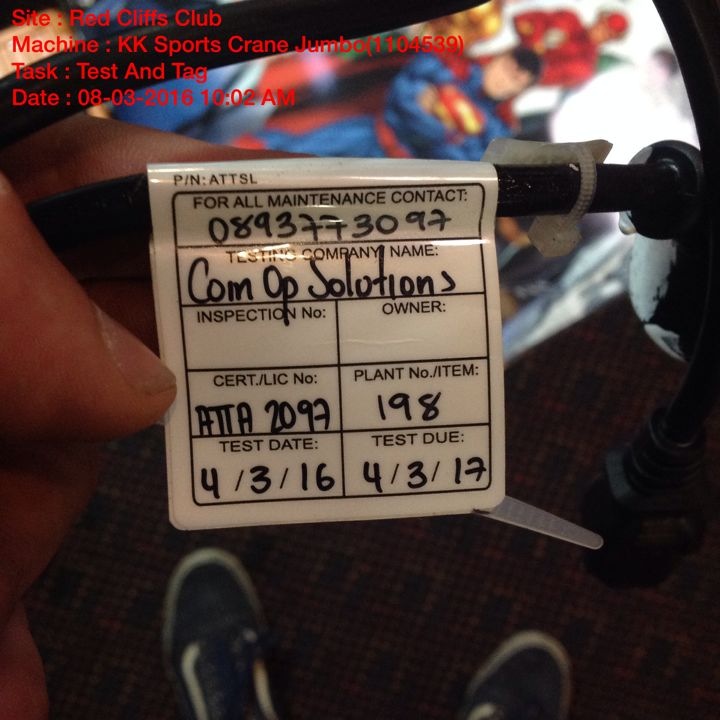 Site : Red Cliffs Club
Machine : KK Sports Crane Jumbo(1104539)
Task : Test And Tag
Date : 08-03-2016 10:02 AM
P/N: ATTSL
FOR ALL MAINTENANCE CONTACT:
0893773097
TESTING COMPANY NAME:
Com Op Solutions
INSPECTION No: OWNER:
CERT./LIC No: PLANT No./ITEM:
ATTA 2097 198
TEST DATE: TEST DUE:
4/3/16 4/3/17